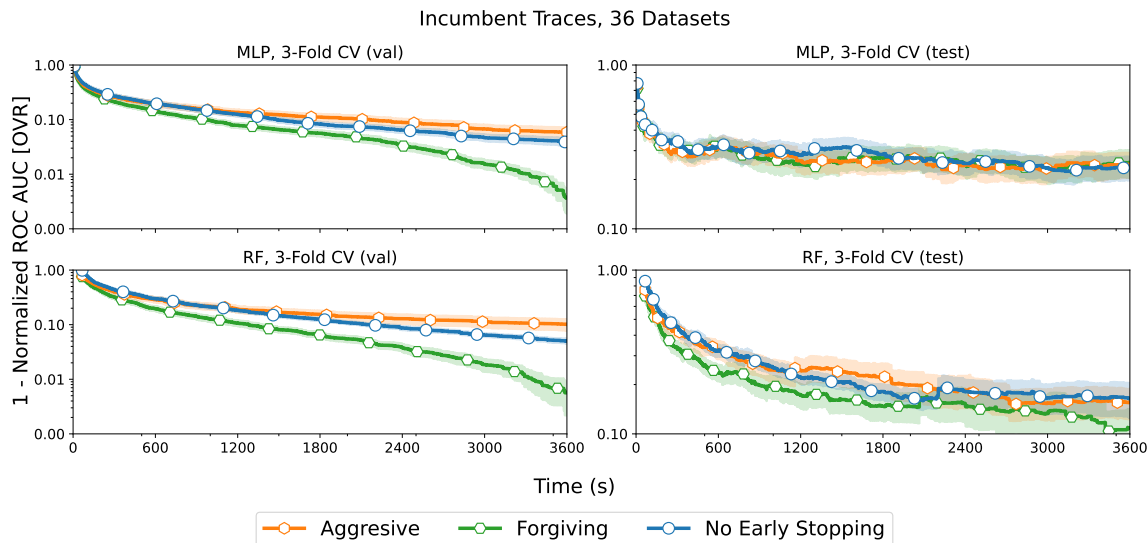 Incumbent Traces, 36 Datasets
MLP, 3-Fold CV (val)
MLP, 3-Fold CV (test)
1.00
0.10
0.01
0.00
1.00
0.10
RF, 3-Fold CV (val)
RF, 3-Fold CV (test)
1.00
0.10
0.01
0.00
1.00
0.10
0 600 1200 1800 2400 3000 3600
0 600 1200 1800 2400 3000 3600
1 - Normalized ROC AUC [OVR]
Time (s)
Aggresive Forgiving No Early Stopping